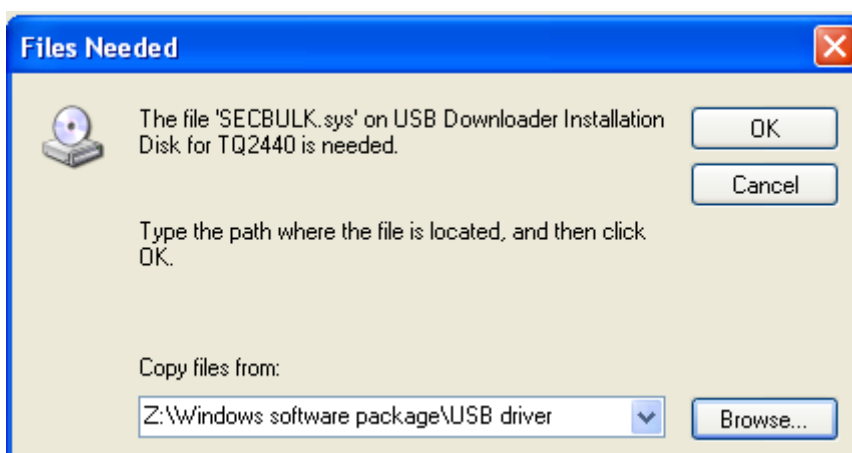 Files Needed
The file 'SECBULK.sys' on USB Downloader Installation
Disk for TQ2440 is needed.
OK
Cancel
Type the path where the file is located, and then click
OK.
Copy files from:
Z:\Windows software package\USB driver
Browse...